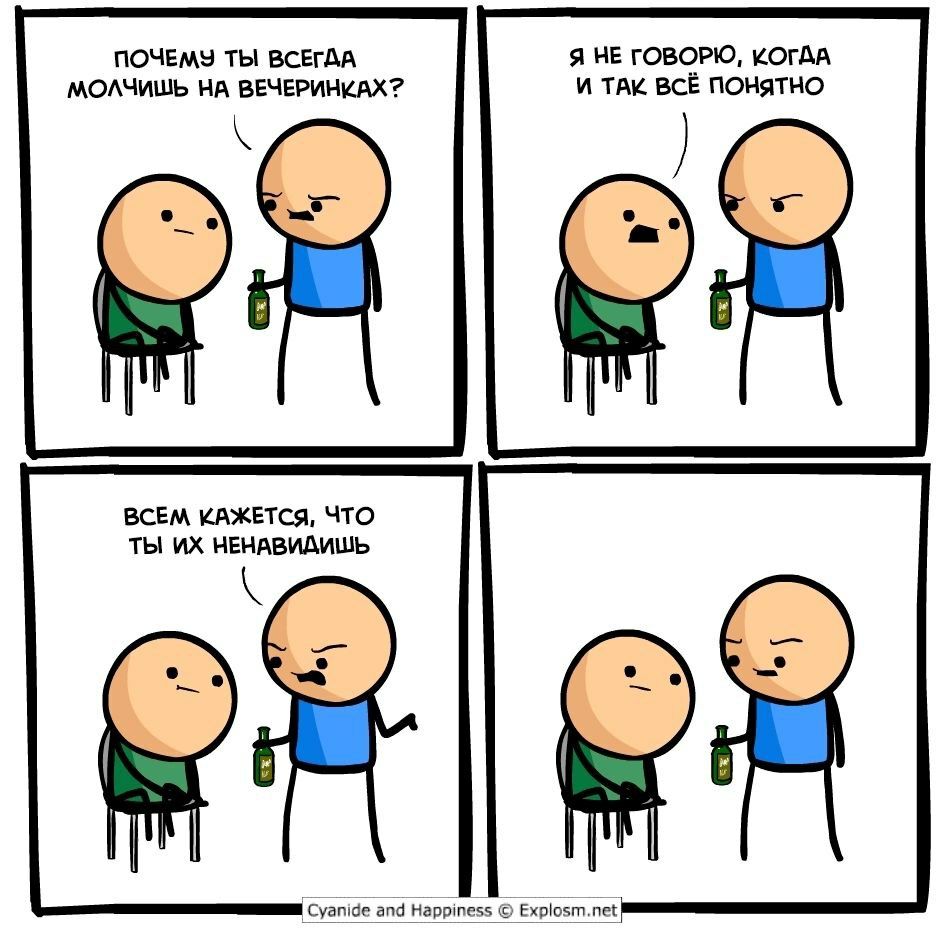 ПОЧЕМУ ТЫ ВСЕГДА
МОЛЧИШЬ НА ВЕЧЕРИНКАХ?
Я НЕ ГОВОРЮ, КОГДА
И ТАК ВСЁ ПОНЯТНО
ВСЕМ КАЖЕТСЯ, ЧТО
ТЫ ИХ НЕНАВИДИШЬ
Cyanide and Happiness © Explosm.net